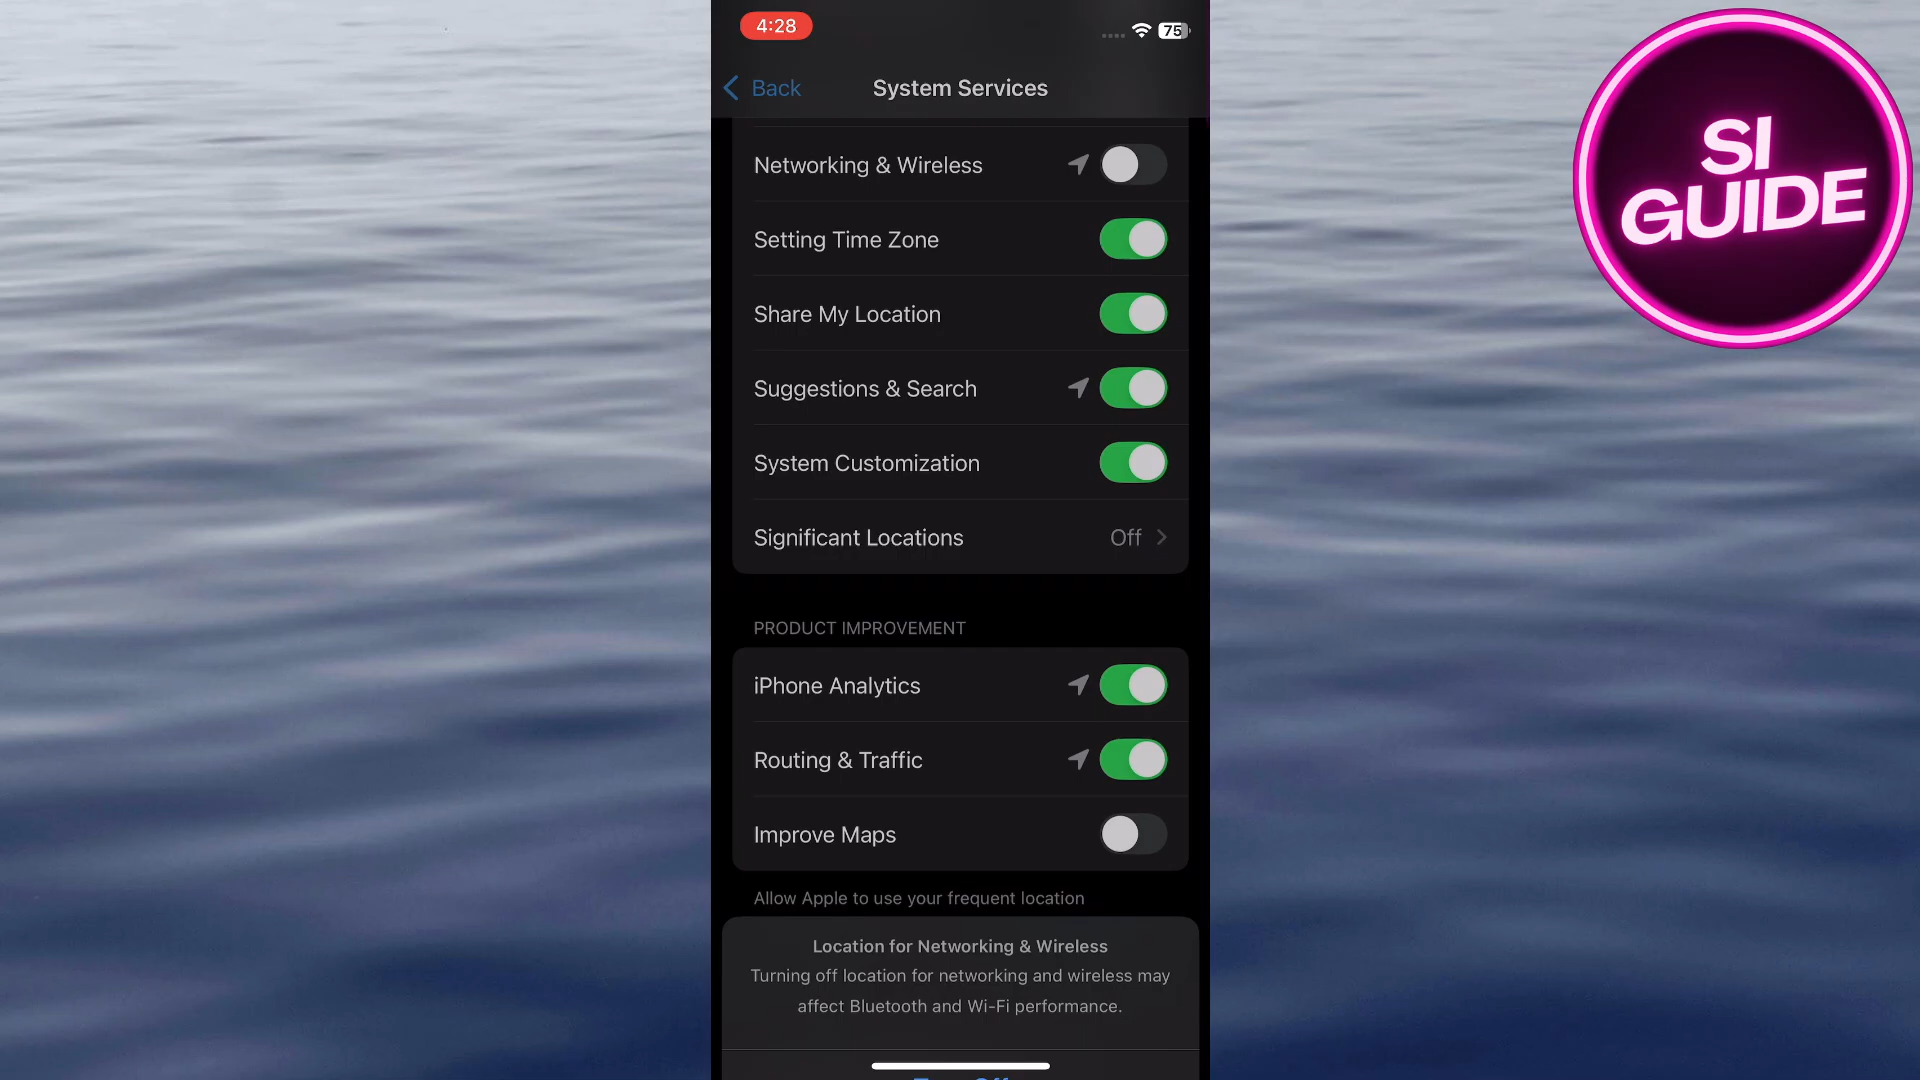 4:28
75
Back
System Services
SI
GUIDE
Networking & Wireless
Setting Time Zone
Share My Location
Suggestions & Search
System Customization
Significant Locations Off
PRODUCT IMPROVEMENT
iPhone Analytics
Routing & Traffic
Improve Maps
Allow Apple to use your frequent location
Location for Networking & Wireless
Turning off location for networking and wireless may
affect Bluetooth and Wi-Fi performance.